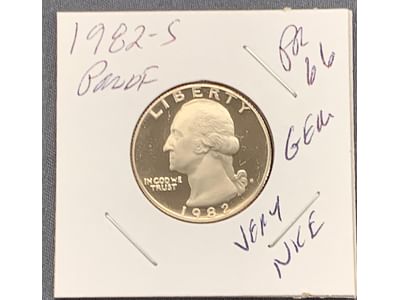 1982-S
Proof
PR
66
GEM
VERY
NICE
LIBERTY
IN GOD WE
TRUST
1982